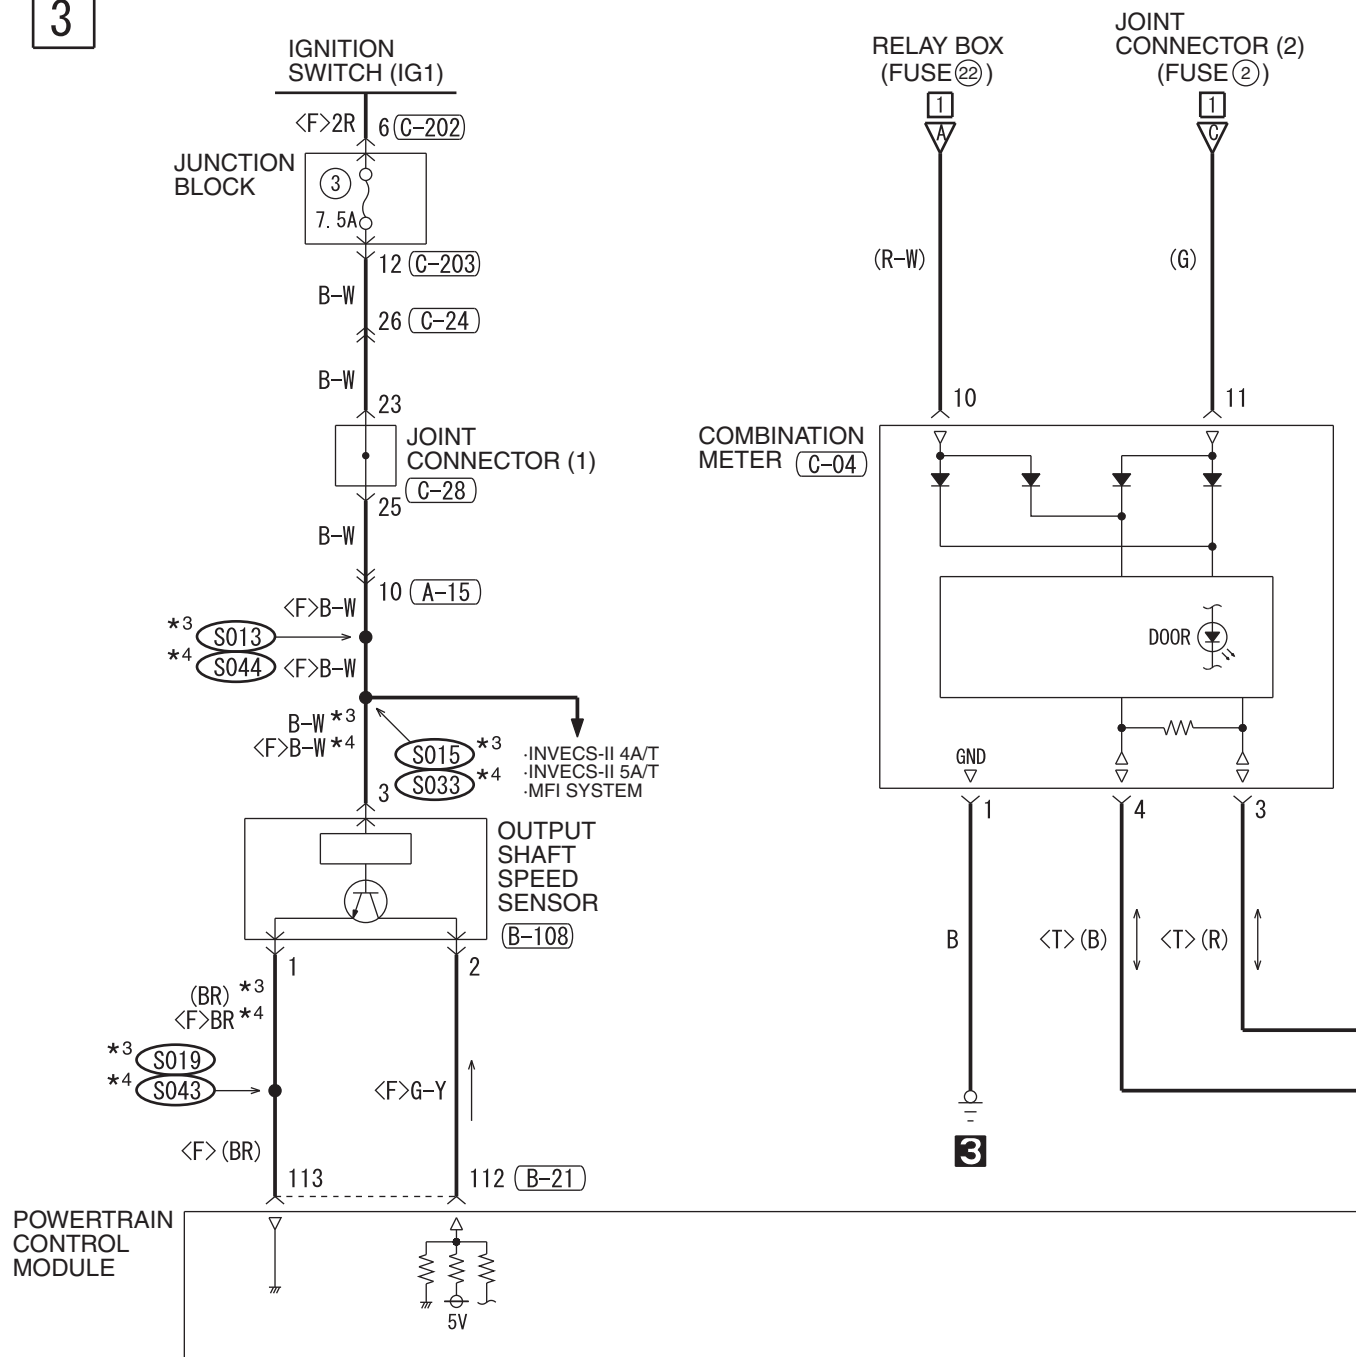 3
IGNITION
SWITCH (IG1)
<F>2R
6 C-202
JUNCTION
BLOCK
3
7.5A
12 C-203
B-W
26 C-24
B-W
23
JOINT
CONNECTOR (1)
C-28
25
B-W
10 A-15
<F>B-W
*3 S013
*4 S044
<F>B-W
B-W *3
<F>B-W *4
S015 *3
S033 *4
·INVECS-II 4A/T
·INVECS-II 5A/T
·MFI SYSTEM
3
OUTPUT
SHAFT
SPEED
SENSOR
B-108
1
2
(BR) *3
<F>BR *4
*3 S019
*4 S043
<F>G-Y
<F>(BR)
113
112 B-21
POWERTRAIN
CONTROL
MODULE
5V
RELAY BOX
(FUSE 22)
1
A
(R-W)
10
JOINT
CONNECTOR (2)
(FUSE 2)
1
C
(G)
11
COMBINATION
METER C-04
DOOR
GND
1
4
3
B
<T>(B)
<T>(R)
3